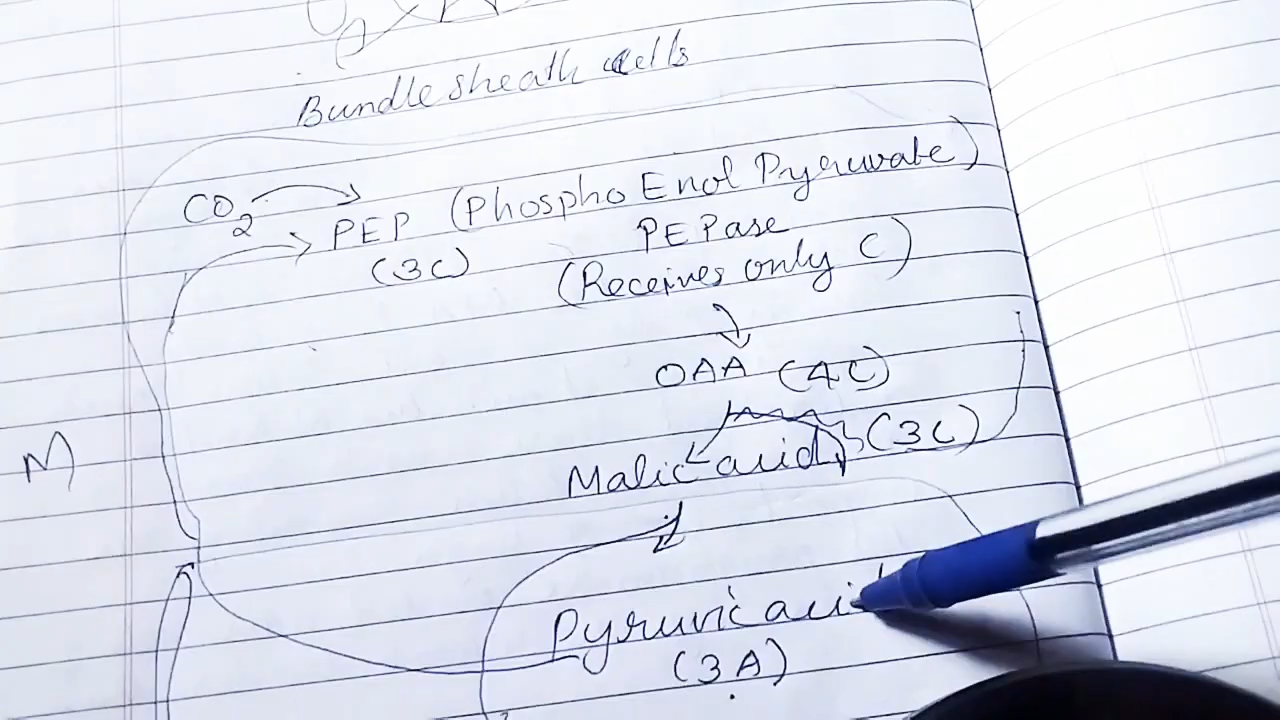 Bundle sheath cells
CO2 PEP (Phospho Enol Pyruvate)
(3C) PEPase
(Receives only C)
OAA (4C)
Malic acid (3C)
M
Pyruvic acid
(3A)